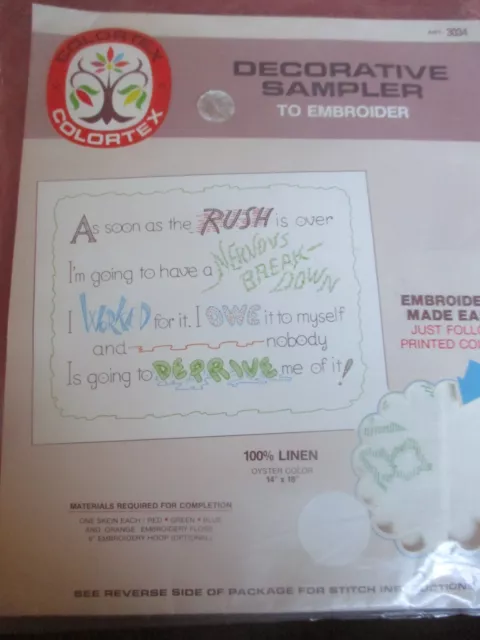 ART. 3034
COLORTEX
COLORTEX
DECORATIVE
SAMPLER
TO EMBROIDER
As soon as the RUSH is over
I'm going to have a NERVOUS
BREAK-
DOWN
I WORKED for it. I OWE it to myself
and nobody
Is going to DEPRIVE me of it!
EMBROIDE
MADE EA
JUST FOLLO
PRINTED CO
100% LINEN
OYSTER COLOR
14" x 18"
MATERIALS REQUIRED FOR COMPLETION
ONE SKEIN EACH / RED • GREEN • BLUE
AND ORANGE EMBROIDERY FLOSS
6" EMBROIDERY HOOP (OPTIONAL)
SEE REVERSE SIDE OF PACKAGE FOR STITCH INSTRUCTION